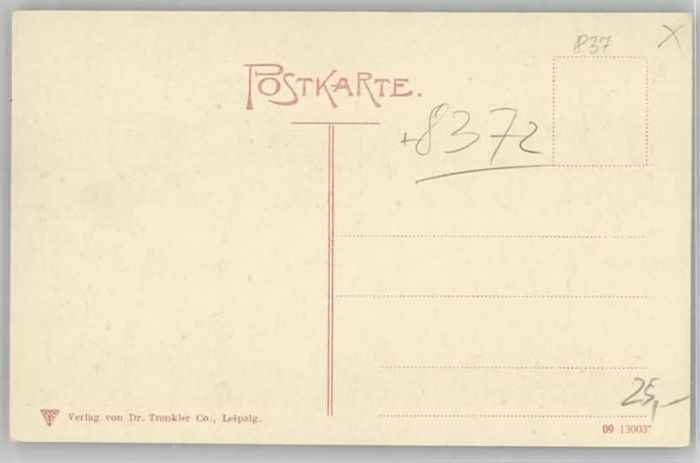 837 X
POSTKARTE.
+8372
25,-
Verlag von Dr. Trenkler Co., Leipzig.
09 13003*